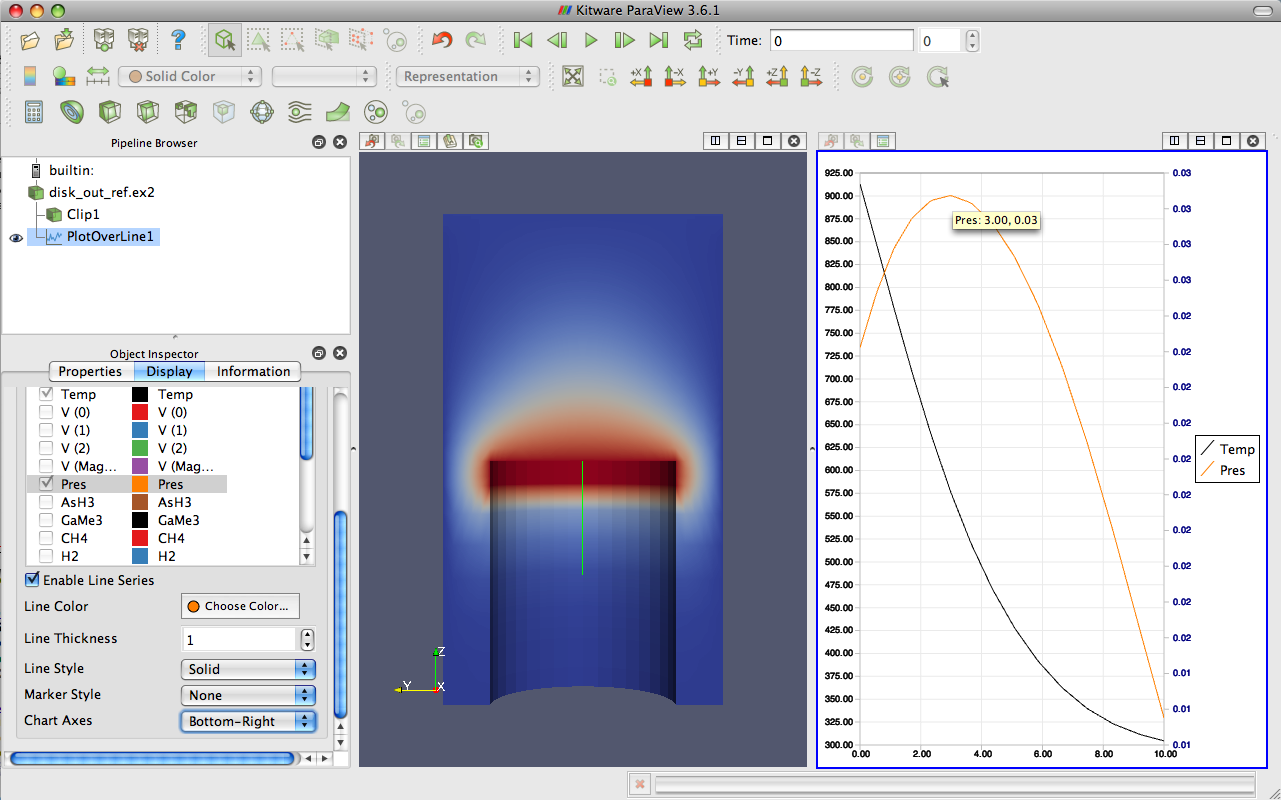 Kitware ParaView 3.6.1
? Time: 0 0
Solid Color Representation +X -X +Y -Y +Z -Z
Pipeline Browser
builtin:
disk_out_ref.ex2
Clip1
PlotOverLine1
Object Inspector
Properties Display Information
Temp Temp
V (0) V (0)
V (1) V (1)
V (2) V (2)
V (Mag... V (Mag...
Pres Pres
AsH3 AsH3
GaMe3 GaMe3
CH4 CH4
H2 H2
Enable Line Series
Line Color Choose Color...
Line Thickness 1
Line Style Solid
Marker Style None
Chart Axes Bottom-Right
Z
Y X
925.00
900.00
875.00
850.00
825.00
800.00
775.00
750.00
725.00
700.00
675.00
650.00
625.00
600.00
575.00
550.00
525.00
500.00
475.00
450.00
425.00
400.00
375.00
350.00
325.00
300.00
0.00 2.00 4.00 6.00 8.00 10.00
Pres: 3.00, 0.03
0.03
0.03
0.03
0.03
0.03
0.02
0.02
0.02
0.02
0.02
0.02
0.02
0.02
0.02
0.02
0.01
0.01
Temp
Pres